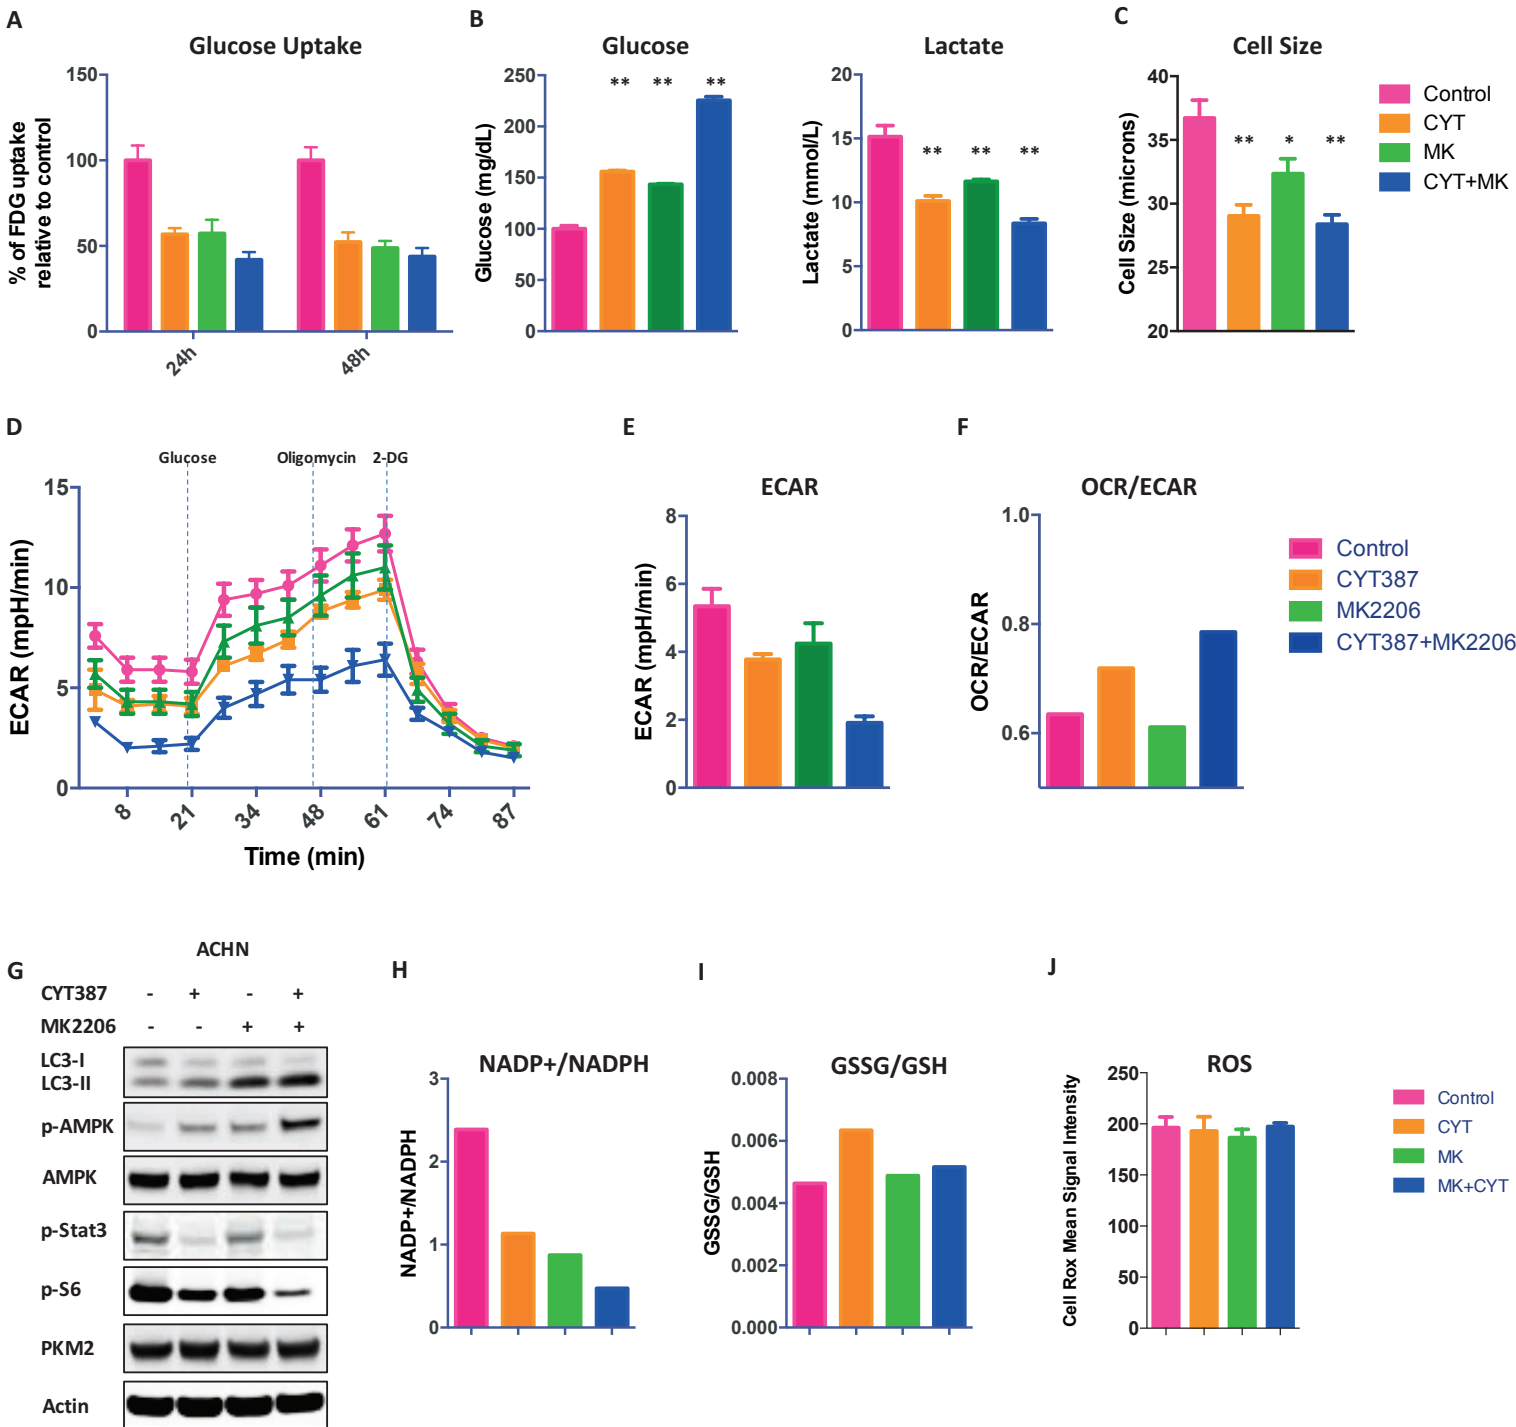 A
Glucose Uptake
% of FDG uptake
relative to control
150
100
50
0
24h
48h
B
Glucose
Glucose (mg/dL)
250
200
150
100
50
0
** ** **
Lactate
Lactate (mmol/L)
20
15
10
5
0
** ** **
C
Cell Size
Cell Size (microns)
40
35
30
25
20
** * **
Control
CYT
MK
CYT+MK
D
Glucose
Oligomycin
2-DG
ECAR (mpH/min)
15
10
5
0
8 21 34 48 61 74 87
Time (min)
E
ECAR
ECAR (mpH/min)
8
6
4
2
0
F
OCR/ECAR
OCR/ECAR
1.0
0.8
0.6
Control
CYT387
MK2206
CYT387+MK2206
G
ACHN
CYT387 - + - +
MK2206 - - + +
LC3-I
LC3-II
p-AMPK
AMPK
p-Stat3
p-S6
PKM2
Actin
H
NADP+/NADPH
NADP+/NADPH
3
2
1
0
I
GSSG/GSH
GSSG/GSH
0.008
0.006
0.004
0.002
0.000
J
ROS
Cell Rox Mean Signal Intensity
250
200
150
100
50
0
Control
CYT
MK
MK+CYT